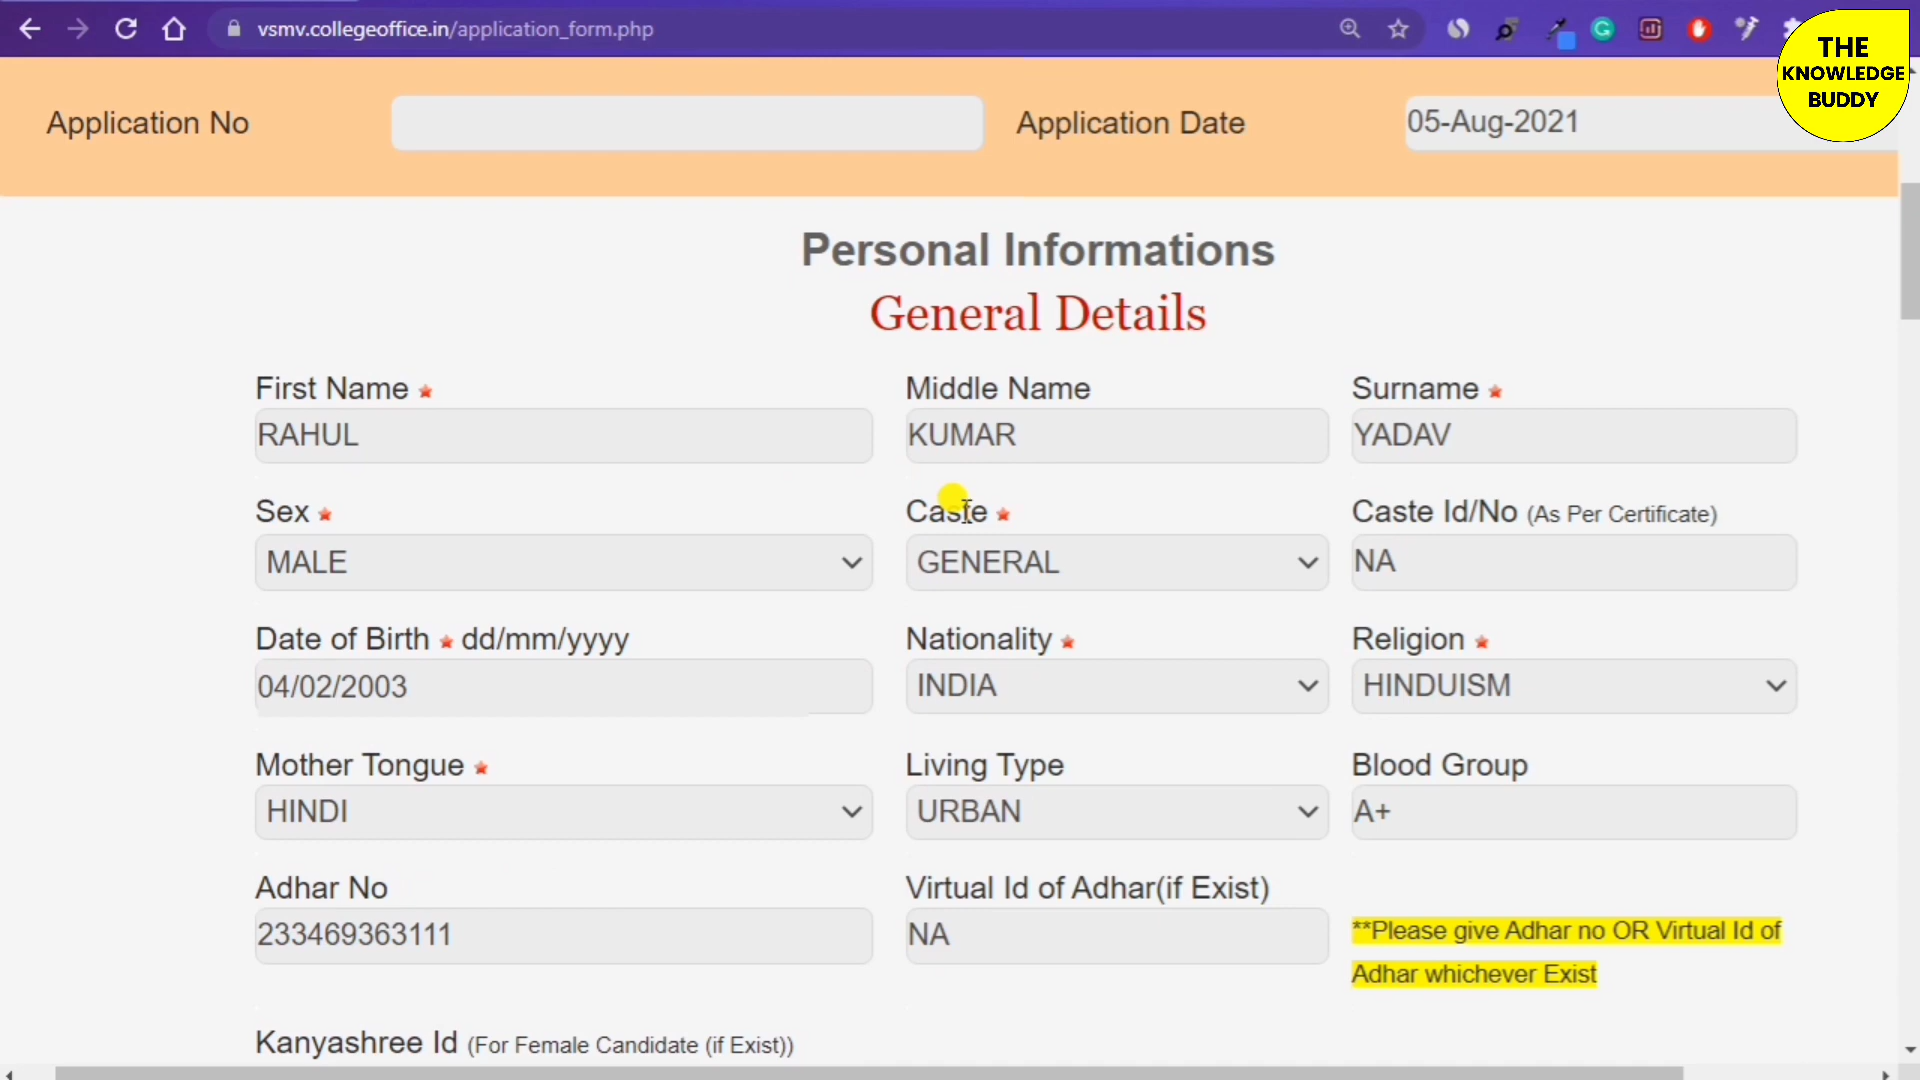 vsmv.collegeoffice.in/application_form.php
THE
KNOWLEDGE
BUDDY
Application No
Application Date
05-Aug-2021
Personal Informations
General Details
First Name
Middle Name
Surname
RAHUL
KUMAR
YADAV
Sex
Caste
Caste Id/No (As Per Certificate)
MALE
GENERAL
NA
Date of Birth dd/mm/yyyy
Nationality
Religion
04/02/2003
INDIA
HINDUISM
Mother Tongue
Living Type
Blood Group
HINDI
URBAN
A+
Adhar No
Virtual Id of Adhar(if Exist)
233469363111
NA
**Please give Adhar no OR Virtual Id of
Adhar whichever Exist
Kanyashree Id (For Female Candidate (if Exist))